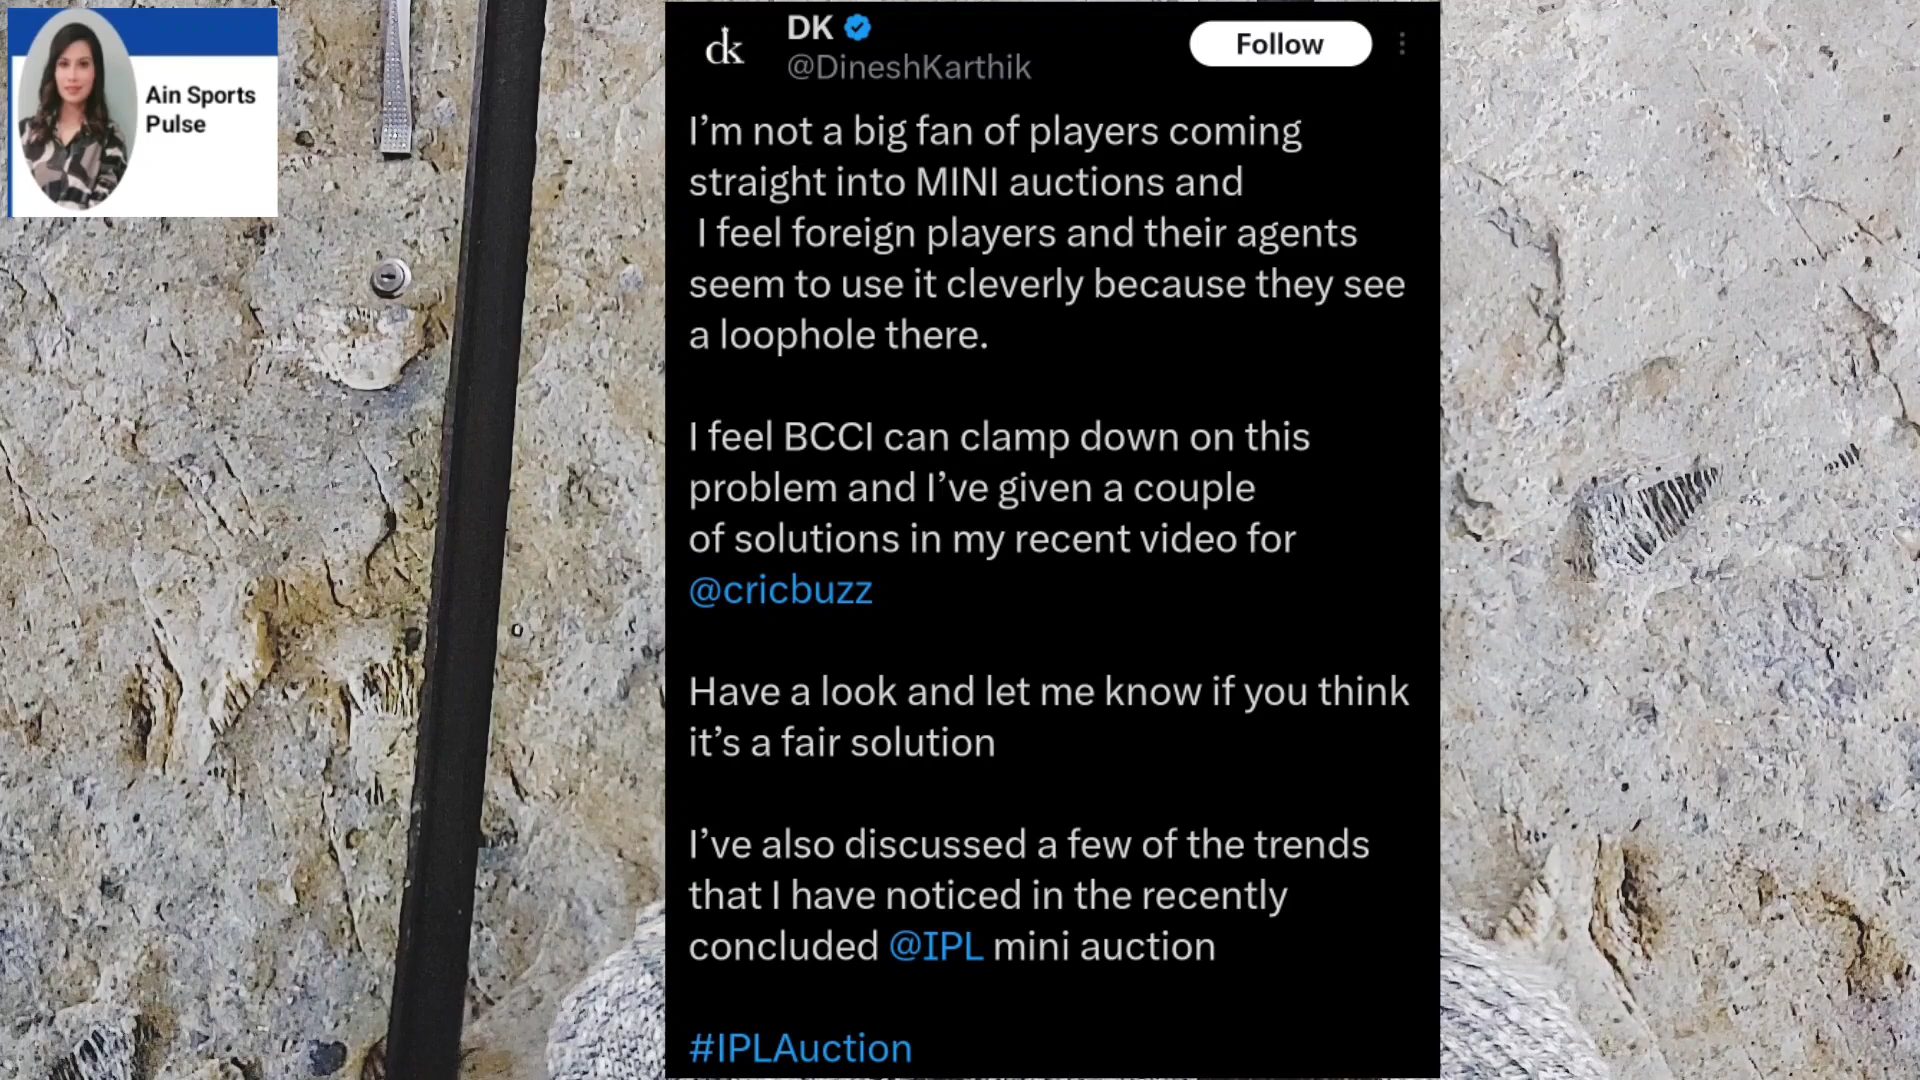 Ain Sports
Pulse
dk
DK
@DineshKarthik
Follow
I’m not a big fan of players coming
straight into MINI auctions and
I feel foreign players and their agents
seem to use it cleverly because they see
a loophole there.
I feel BCCI can clamp down on this
problem and I’ve given a couple
of solutions in my recent video for
@cricbuzz
Have a look and let me know if you think
it’s a fair solution
I’ve also discussed a few of the trends
that I have noticed in the recently
concluded @IPL mini auction
#IPLAuction